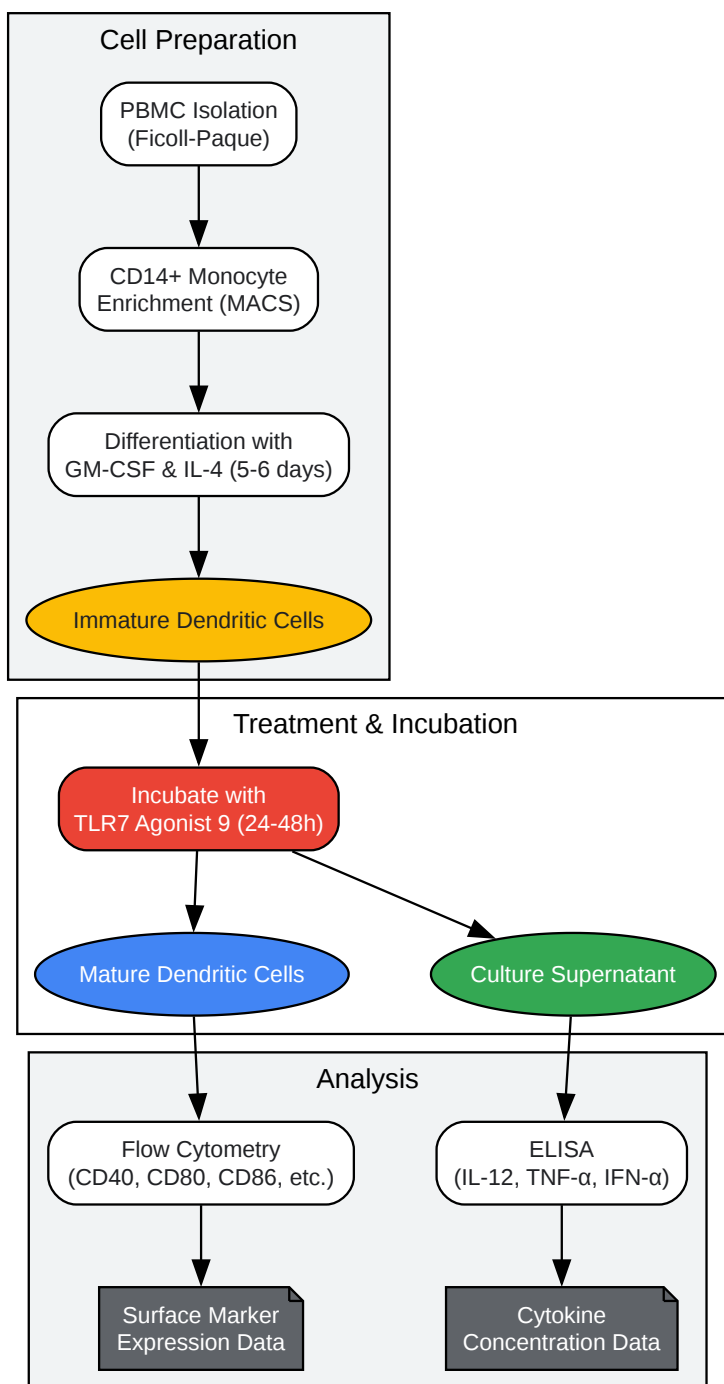 Cell Preparation
PBMC Isolation
(Ficoll-Paque)
CD14+ Monocyte
Enrichment (MACS)
Differentiation with
GM-CSF & IL-4 (5-6 days)
Immature Dendritic Cells
Treatment & Incubation
Incubate with
TLR7 Agonist 9 (24-48h)
Mature Dendritic Cells
Culture Supernatant
Analysis
Flow Cytometry
(CD40, CD80, CD86, etc.)
ELISA
(IL-12, TNF-α, IFN-α)
Surface Marker
Expression Data
Cytokine
Concentration Data